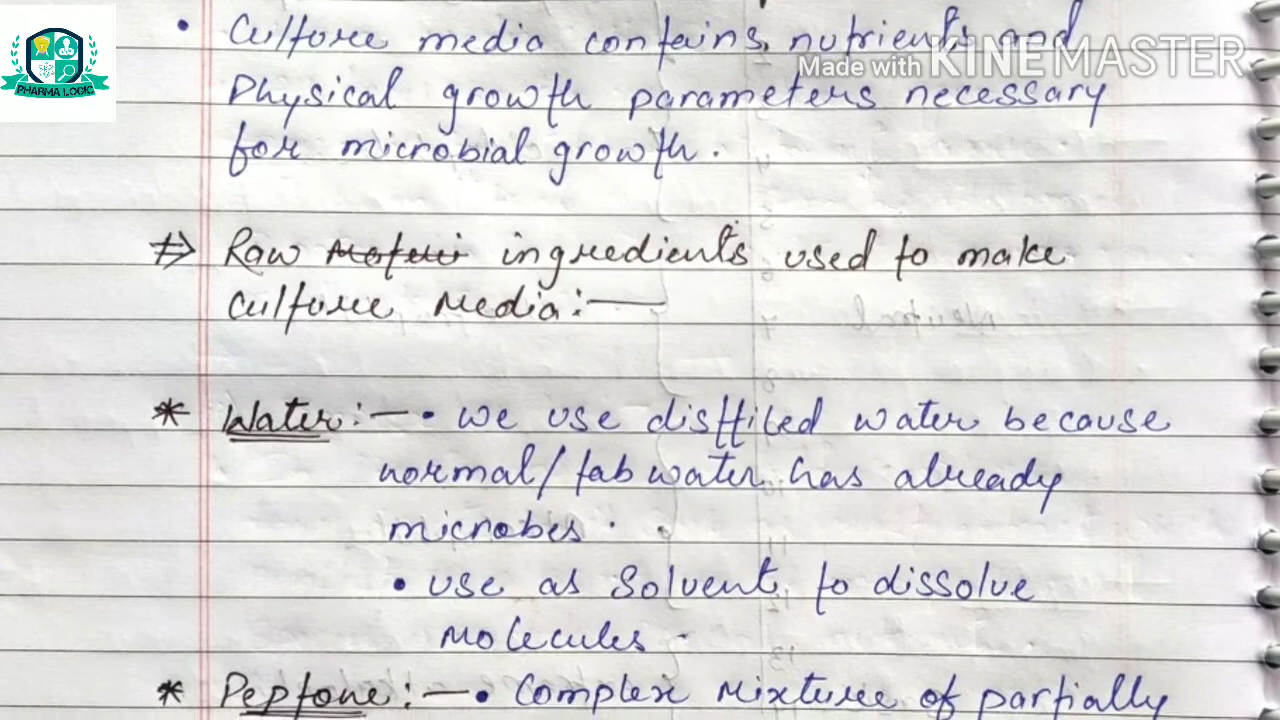 • Culture media contains nutrients and
Made with KINEMASTER
PHARMA LOGIC
Physical growth parameters necessary
for microbial growth.
⇒ Raw Materi ingredients used to make
culture media:—
* Water:— • we use distilled water because
normal/tab water has already
microbes.
• use as solvent to dissolve
molecules.
* Peptone:— • Complex mixture of partially